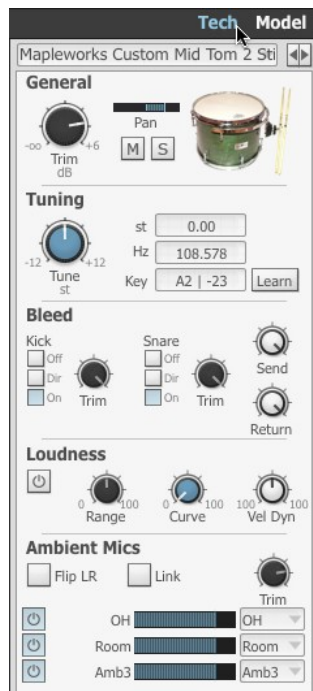 Tech Model
Mapleworks Custom Mid Tom 2 Sti
General
-∞ +6
Trim
dB
Pan
M S
Tuning
-12 +12
Tune
st
st 0.00
Hz 108.578
Key A2 | -23 Learn
Bleed
Kick Snare
Off Off
Dir Dir
On Trim On Trim
Send
Return
Loudness
0 100 0 100 100 100
Range Curve Vel Dyn
Ambient Mics
Flip LR Link
Trim
OH OH
Room Room
Amb3 Amb3